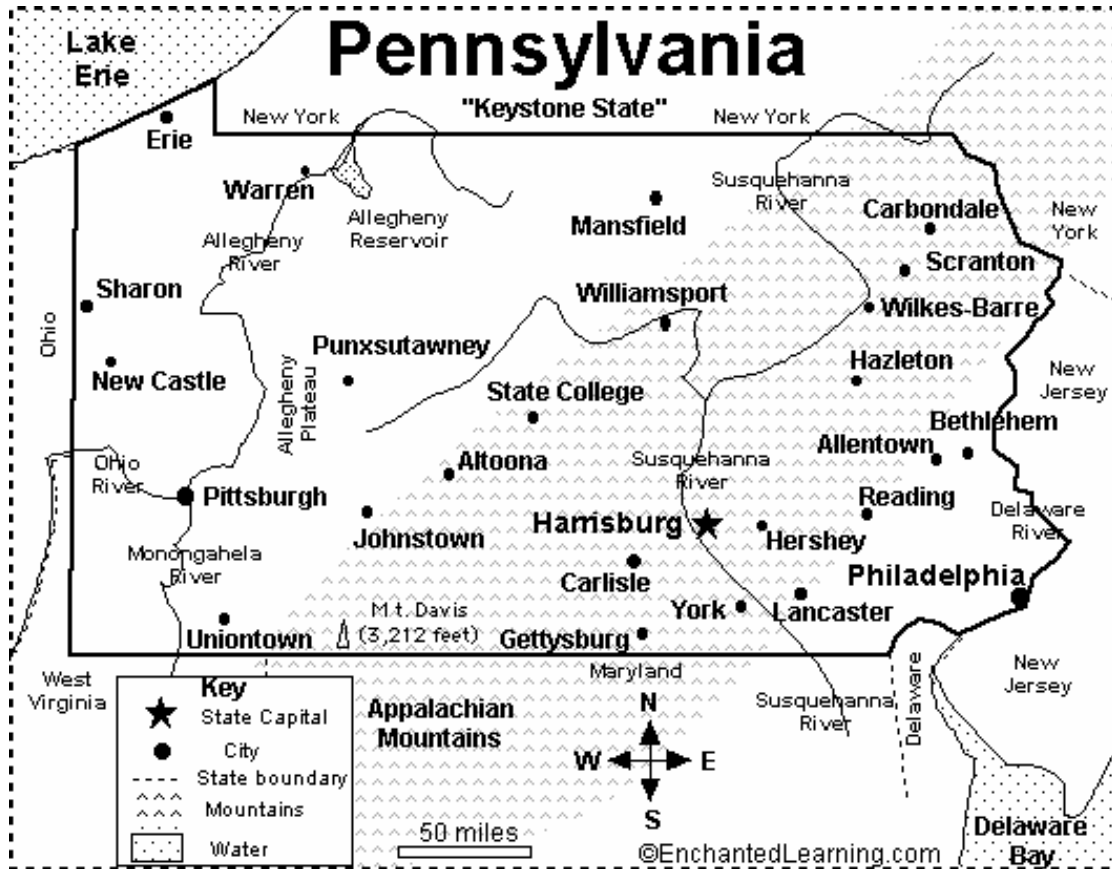 Pennsylvania
Lake
Erie
"Keystone State"
New York
New York
Erie
Warren
Allegheny
Reservoir
Mansfield
Susquehanna
River
Carbondale
New
York
Allegheny
River
Scranton
Sharon
Williamsport
Wilkes-Barre
Ohio
Punxsutawney
Hazleton
New Castle
Allegheny
Plateau
State College
New
Jersey
Bethlehem
Allentown
Ohio
River
Altoona
Susquehanna
River
Pittsburgh
Reading
Delaware
River
Harrisburg
Johnstown
Hershey
Monongahela
River
Carlisle
Philadelphia
York
Lancaster
Mt. Davis
(3,212 feet)
Uniontown
Gettysburg
Maryland
West
Virginia
Susquehanna
River
Delaware
New
Jersey
Key
State Capital
City
State boundary
Mountains
Water
Appalachian
Mountains
N
W
E
S
50 miles
©EnchantedLearning.com
Delaware
Bay